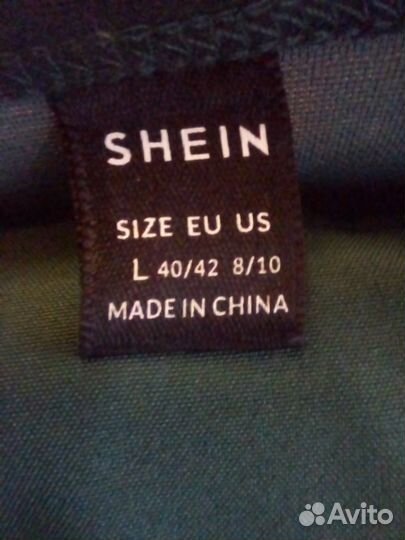 SHEIN
SIZE EU US
L 40/42 8/10
MADE IN CHINA
Avito